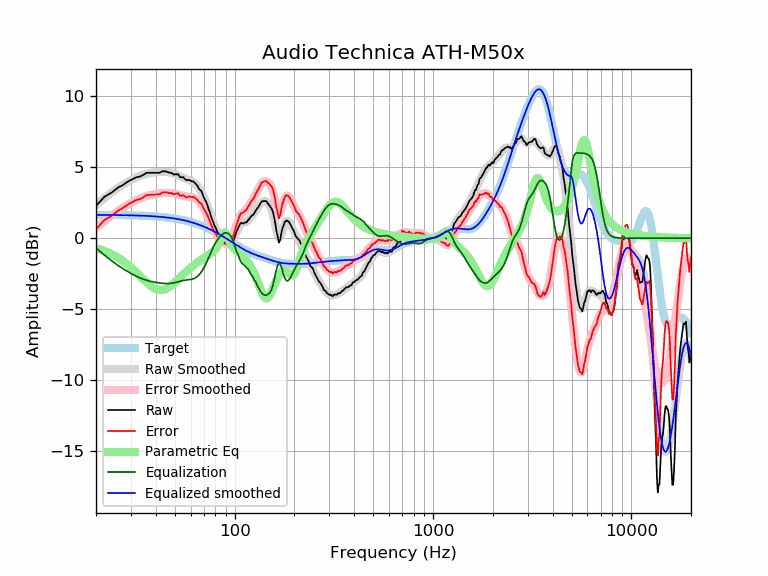 Audio Technica ATH-M50x
Amplitude (dBr)
10
5
0
−5
−10
−15
Target
Raw Smoothed
Error Smoothed
Raw
Error
Parametric Eq
Equalization
Equalized smoothed
100 1000 10000
Frequency (Hz)